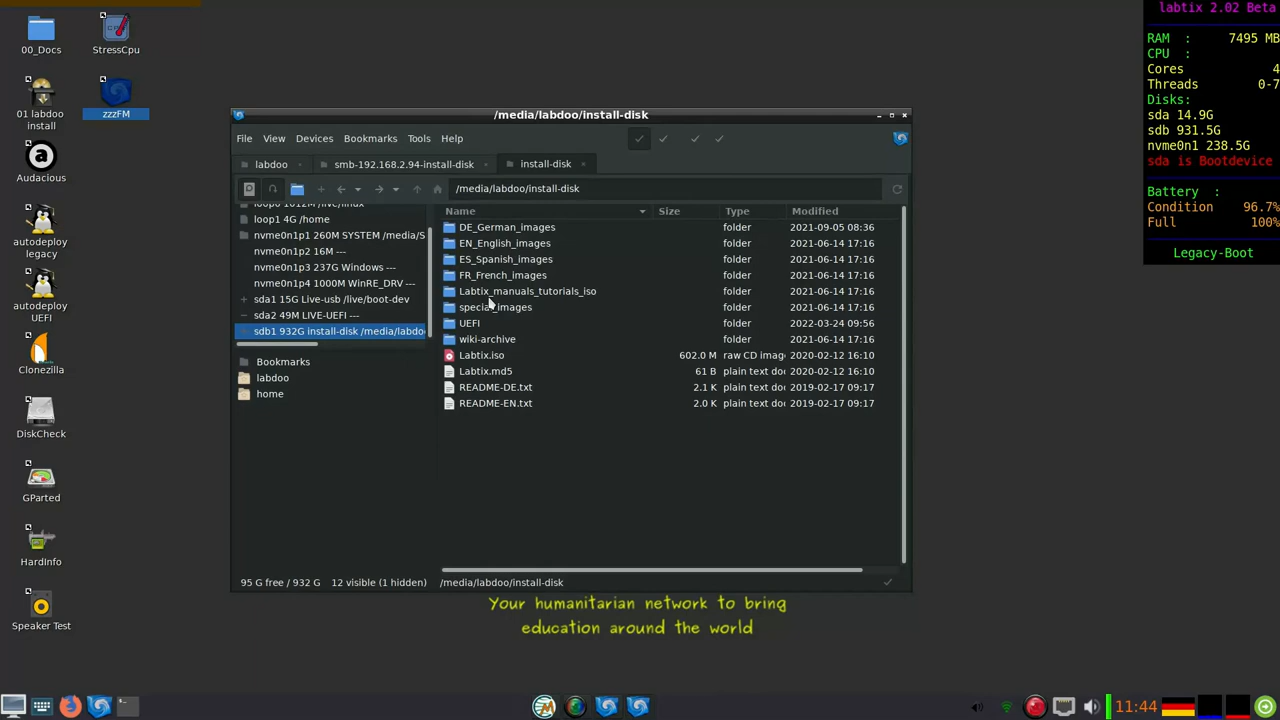 labtix 2.02 Beta
RAM : 7495 MB
CPU :
Cores 4
Threads 0-7
Disks:
sda 14.9G
sdb 931.5G
nvme0n1 238.5G
sda is Bootdevice
Battery :
Condition 96.7%
Full 100%
Legacy-Boot
00_Docs
StressCpu
01 labdoo
install
zzzFM
Audacious
autodeploy
legacy
autodeploy
UEFI
Clonezilla
DiskCheck
GParted
HardInfo
Speaker Test
/media/labdoo/install-disk
File View Devices Bookmarks Tools Help
labdoo smb-192.168.2.94-install-disk install-disk
/media/labdoo/install-disk
loop1 4G /home
nvme0n1p1 260M SYSTEM /media/S
nvme0n1p2 16M ---
nvme0n1p3 237G Windows ---
nvme0n1p4 1000M WinRE_DRV ---
sda1 15G Live-usb /live/boot-dev
sda2 49M LIVE-UEFI ---
sdb1 932G install-disk /media/labdo
Bookmarks
labdoo
home
Name Size Type Modified
DE_German_images folder 2021-09-05 08:36
EN_English_images folder 2021-06-14 17:16
ES_Spanish_images folder 2021-06-14 17:16
FR_French_images folder 2021-06-14 17:16
Labtix_manuals_tutorials_iso folder 2021-06-14 17:16
special_images folder 2021-06-14 17:16
UEFI folder 2022-03-24 09:56
wiki-archive folder 2021-06-14 17:16
Labtix.iso 602.0 M raw CD imag 2020-02-12 16:10
Labtix.md5 61 B plain text doc 2020-02-12 16:10
README-DE.txt 2.1 K plain text doc 2019-02-17 09:17
README-EN.txt 2.0 K plain text doc 2019-02-17 09:17
95 G free / 932 G 12 visible (1 hidden) /media/labdoo/install-disk
Your humanitarian network to bring
education around the world
11:44